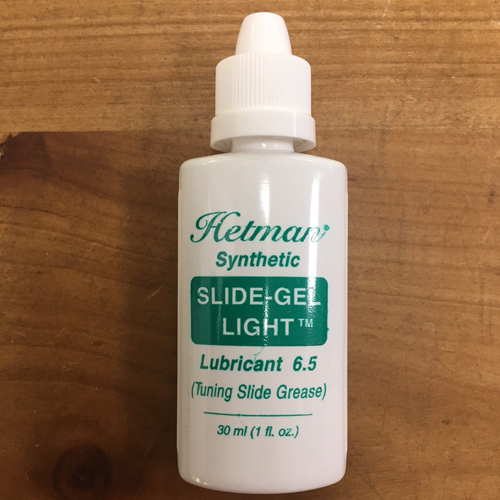 Hetman
Synthetic
SLIDE-GEL
LIGHT™
Lubricant 6.5
(Tuning Slide Grease)
30 ml (1 fl. oz.)